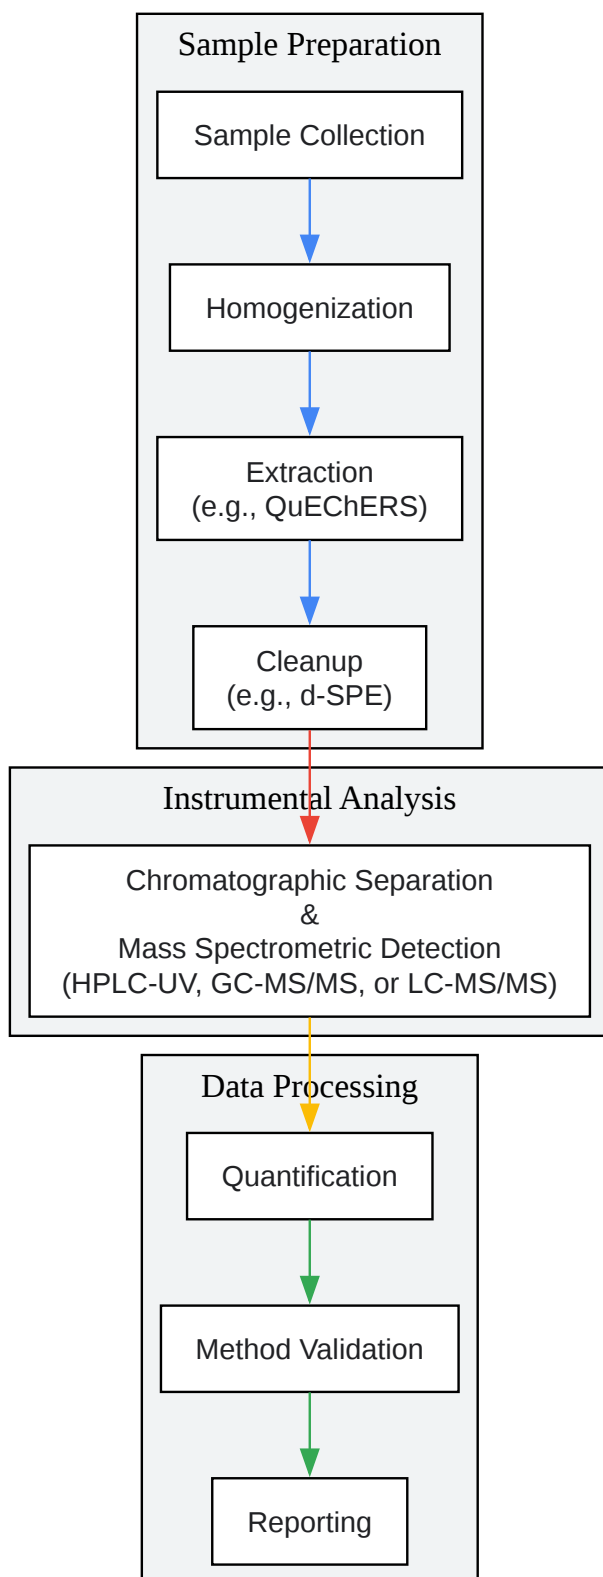 Sample Preparation
Sample Collection
Homogenization
Extraction
(e.g., QuEChERS)
Cleanup
(e.g., d-SPE)
Instrumental Analysis
Chromatographic Separation
&
Mass Spectrometric Detection
(HPLC-UV, GC-MS/MS, or LC-MS/MS)
Data Processing
Quantification
Method Validation
Reporting